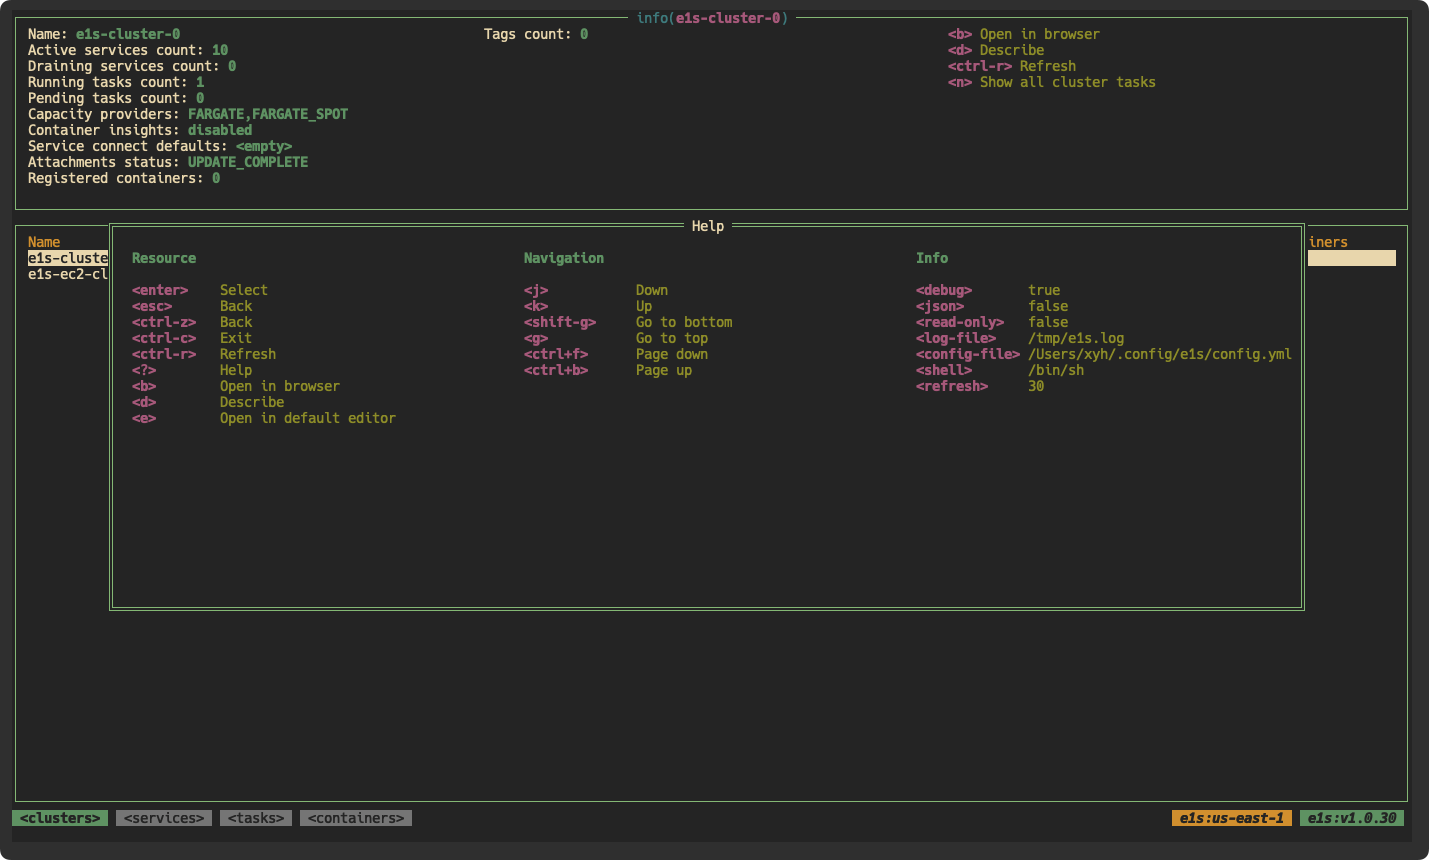 info(e1s-cluster-0)
Name: e1s-cluster-0
Active services count: 10
Draining services count: 0
Running tasks count: 1
Pending tasks count: 0
Capacity providers: FARGATE,FARGATE_SPOT
Container insights: disabled
Service connect defaults: <empty>
Attachments status: UPDATE_COMPLETE
Registered containers: 0
Tags count: 0
<b> Open in browser
<d> Describe
<ctrl-r> Refresh
<n> Show all cluster tasks
Name
iners
e1s-cluste
e1s-ec2-cl
Help
Resource
<enter> Select
<esc> Back
<ctrl-z> Back
<ctrl-c> Exit
<ctrl-r> Refresh
<?> Help
<b> Open in browser
<d> Describe
<e> Open in default editor
Navigation
<j> Down
<k> Up
<shift-g> Go to bottom
<g> Go to top
<ctrl+f> Page down
<ctrl+b> Page up
Info
<debug> true
<json> false
<read-only> false
<log-file> /tmp/e1s.log
<config-file> /Users/xyh/.config/e1s/config.yml
<shell> /bin/sh
<refresh> 30
<clusters> <services> <tasks> <containers> e1s:us-east-1 e1s:v1.0.30